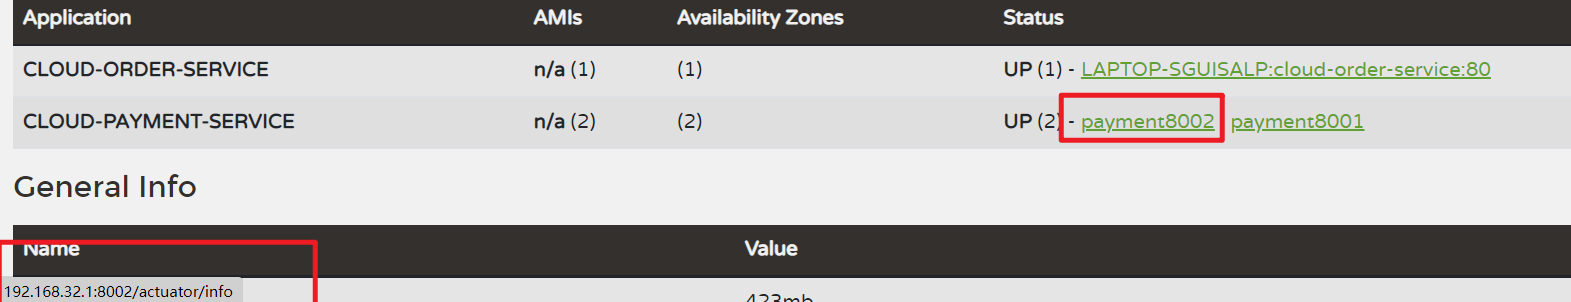 Application AMIs Availability Zones Status
CLOUD-ORDER-SERVICE n/a (1) (1) UP (1) - LAPTOP-SGUISALP:cloud-order-service:80
CLOUD-PAYMENT-SERVICE n/a (2) (2) UP (2) - payment8002 payment8001
General Info
Name Value
192.168.32.1:8002/actuator/info 423mb